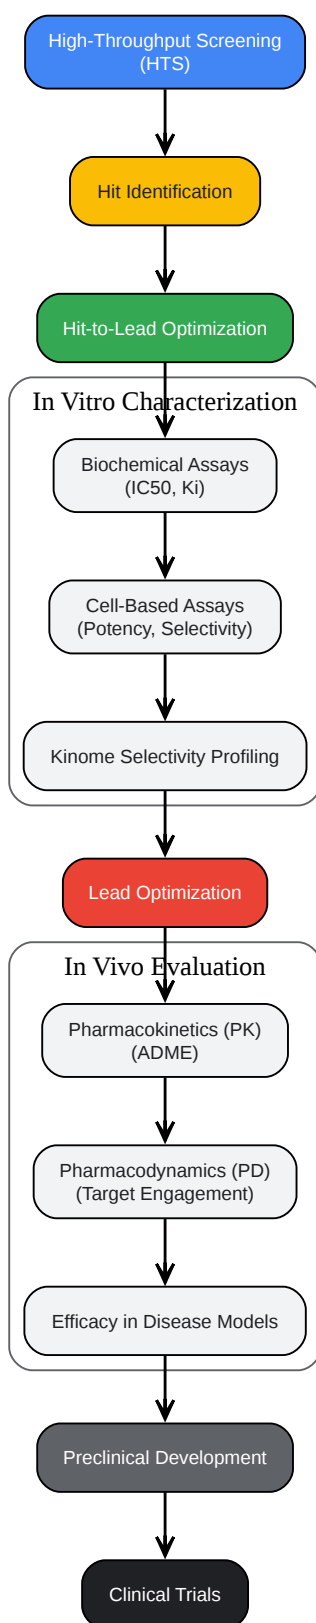 High-Throughput Screening
(HTS)
Hit Identification
Hit-to-Lead Optimization
In Vitro Characterization
Biochemical Assays
(IC50, Ki)
Cell-Based Assays
(Potency, Selectivity)
Kinome Selectivity Profiling
Lead Optimization
In Vivo Evaluation
Pharmacokinetics (PK)
(ADME)
Pharmacodynamics (PD)
(Target Engagement)
Efficacy in Disease Models
Preclinical Development
Clinical Trials